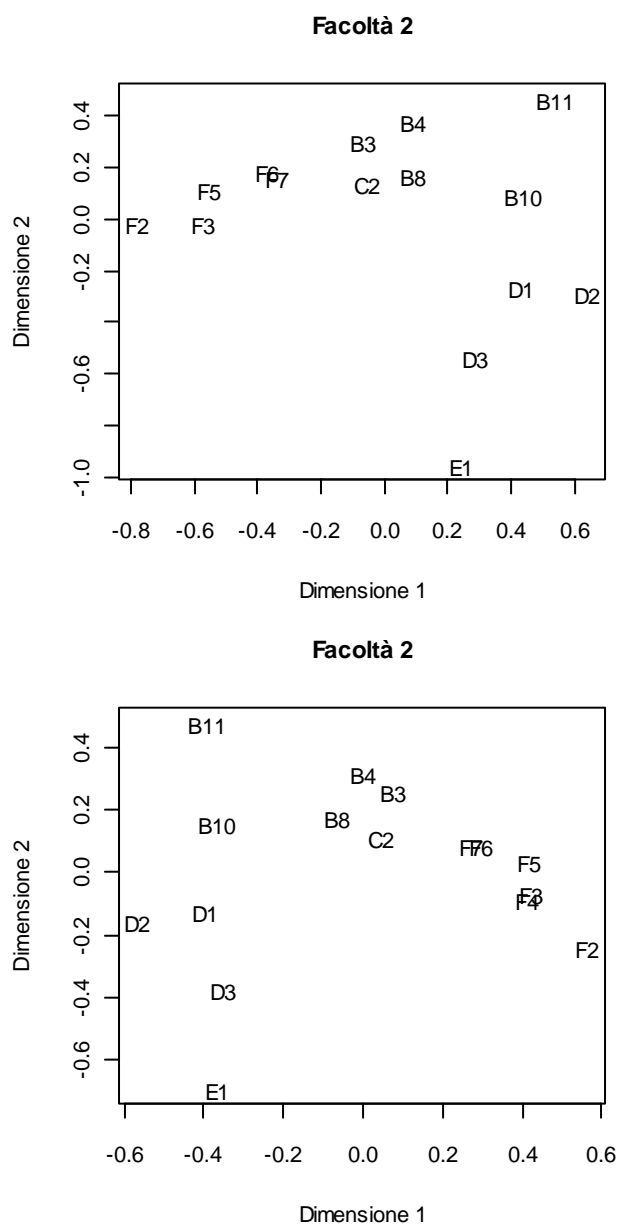 Facoltà 2
B11
B4
B3
F6
F7
C2
B8
F5
B10
F2
F3
D1
D2
D3
E1
0.4
0.2
0.0
-0.2
-0.6
-1.0
Dimensione 2
-0.8 -0.6 -0.4 -0.2 0.0 0.2 0.4 0.6
Dimensione 1
Facoltà 2
B11
B4
B3
B10
B8
C2
F7
F6
F5
F3
F4
D2
D1
F2
D3
E1
0.4
0.2
0.0
-0.2
-0.4
-0.6
Dimensione 2
-0.6 -0.4 -0.2 0.0 0.2 0.4 0.6
Dimensione 1